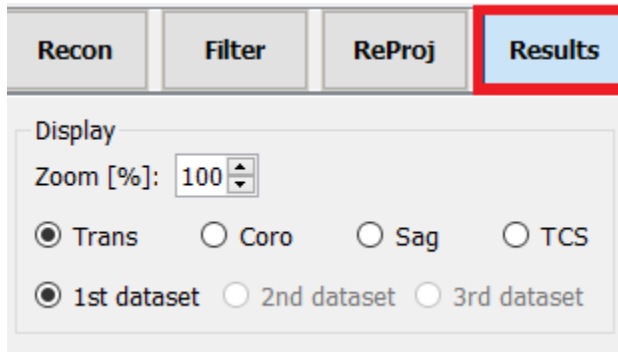 Recon Filter ReProj Results
Display
Zoom [%]: 100
Trans Coro Sag TCS
1st dataset 2nd dataset 3rd dataset